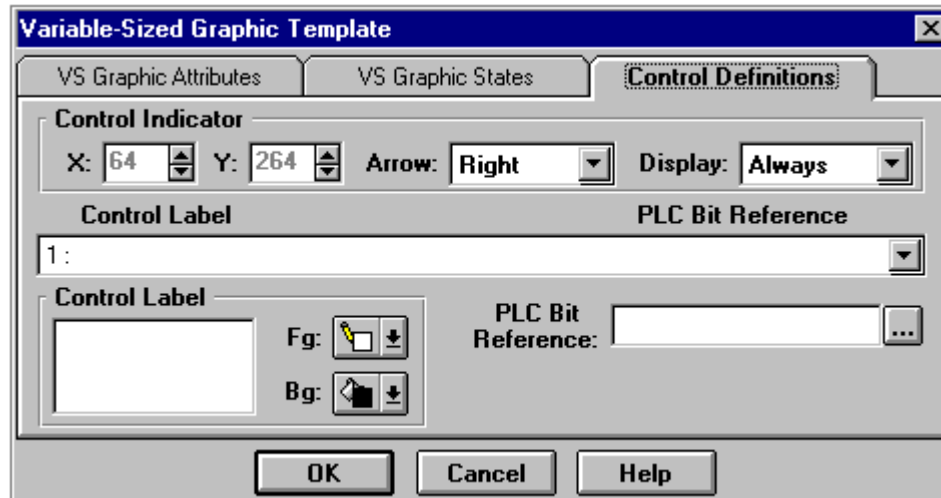 Variable-Sized Graphic Template
VS Graphic Attributes VS Graphic States Control Definitions
Control Indicator
X: 64 Y: 264 Arrow: Right Display: Always
Control Label PLC Bit Reference
1 :
Control Label
Fg:
Bg:
PLC Bit
Reference:
...
OK Cancel Help